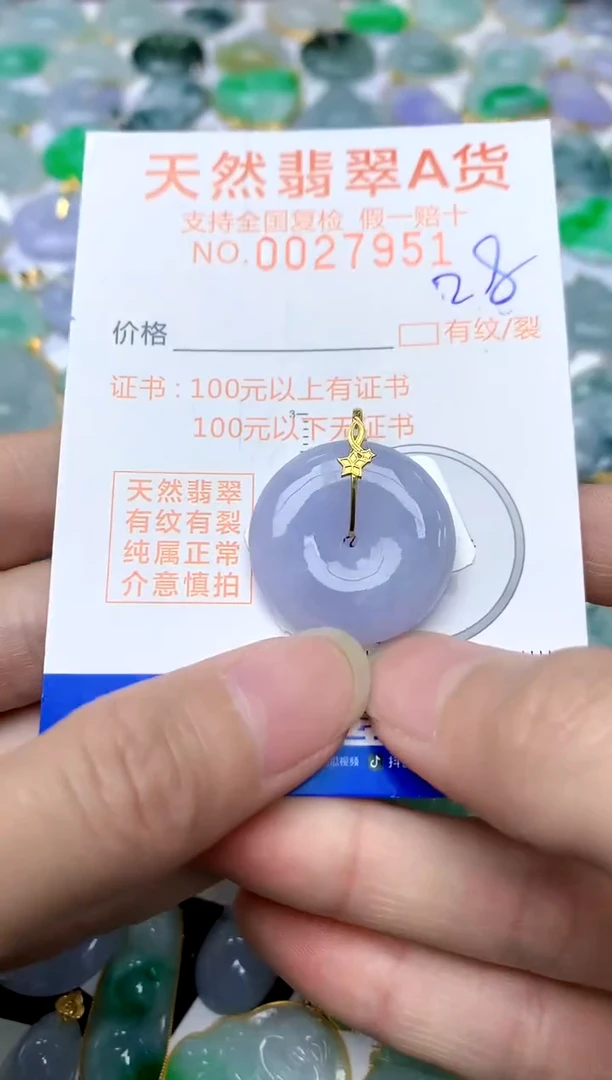 天然翡翠A货
支持全国复检 假一赔十
NO.0027951
28
价格
有纹/裂
证书：100元以上有证书
100元以下无证书
天然翡翠
有纹有裂
纯属正常
介意慎拍
视频